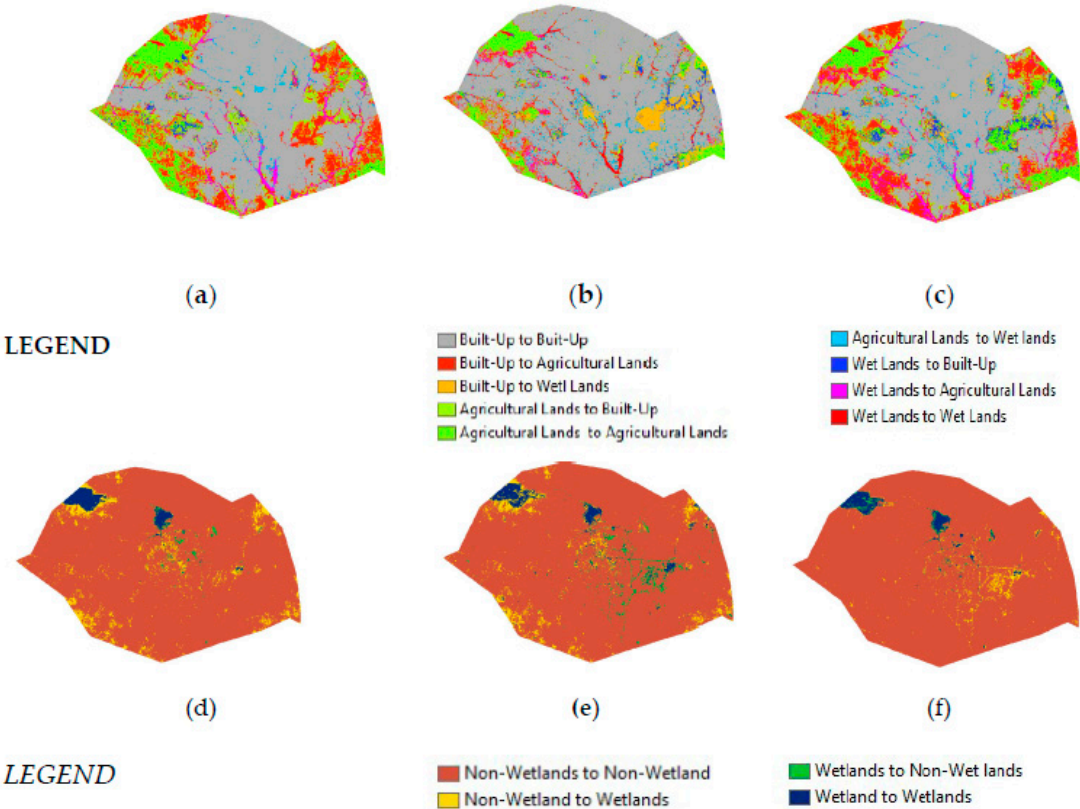 (a)
(b)
(c)
LEGEND
Built-Up to Buit-Up
Built-Up to Agricultural Lands
Built-Up to Wetl Lands
Agricultural Lands to Built-Up
Agricultural Lands to Agricultural Lands
Agricultural Lands to Wet lands
Wet Lands to Built-Up
Wet Lands to Agricultural Lands
Wet Lands to Wet Lands
(d)
(e)
(f)
LEGEND
Non-Wetlands to Non-Wetland
Non-Wetland to Wetlands
Wetlands to Non-Wet lands
Wetland to Wetlands